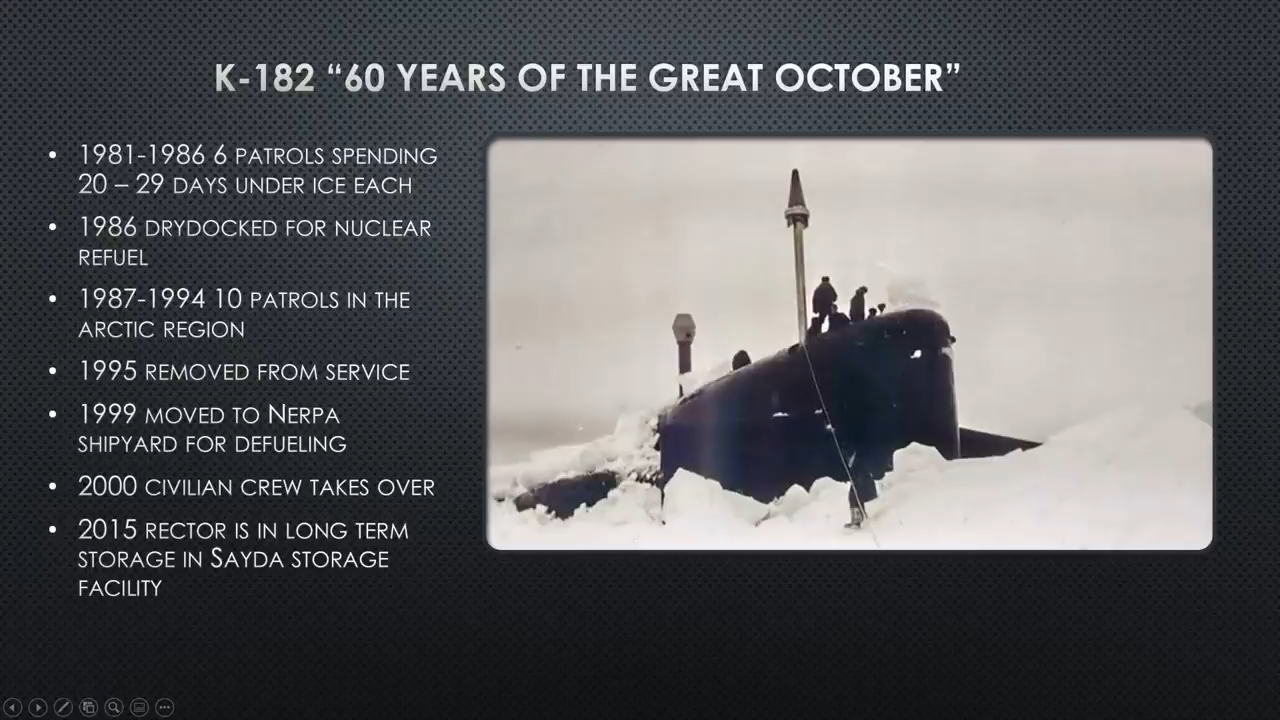 K-182 “60 YEARS OF THE GREAT OCTOBER”
• 1981-1986 6 PATROLS SPENDING
20 – 29 DAYS UNDER ICE EACH
• 1986 DRYDOCKED FOR NUCLEAR
REFUEL
• 1987-1994 10 PATROLS IN THE
ARCTIC REGION
• 1995 REMOVED FROM SERVICE
• 1999 MOVED TO NERPA
SHIPYARD FOR DEFUELING
• 2000 CIVILIAN CREW TAKES OVER
• 2015 RECTOR IS IN LONG TERM
STORAGE IN SAYDA STORAGE
FACILITY